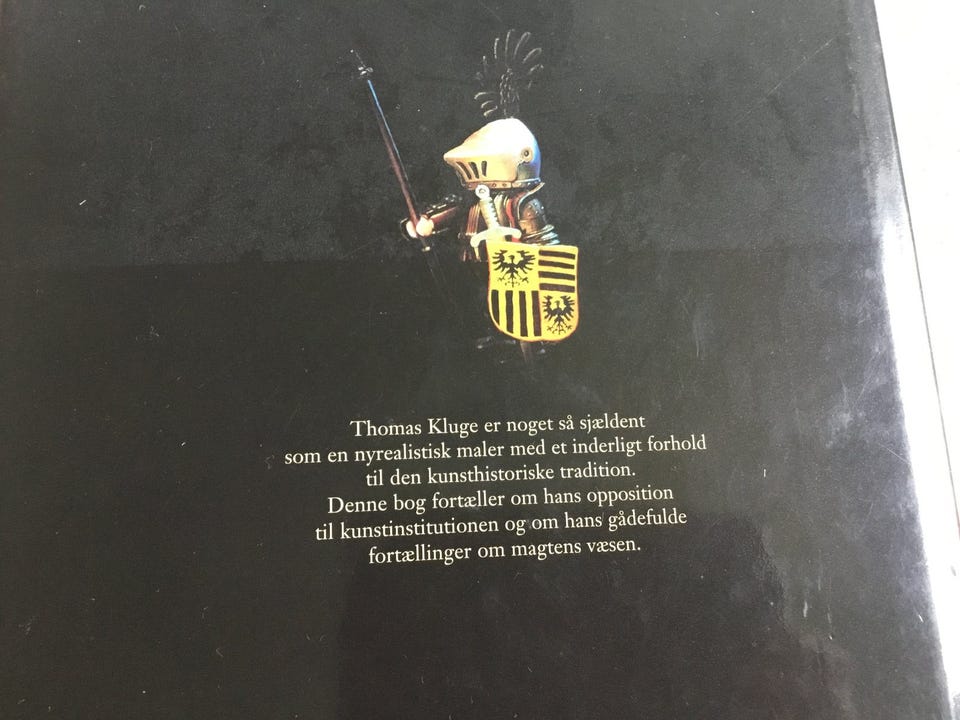 Thomas Kluge er noget så sjældent
som en nyrealistisk maler med et inderligt forhold
til den kunsthistoriske tradition.
Denne bog fortæller om hans opposition
til kunstinstitutionen og om hans gådefulde
fortællinger om magtens væsen.